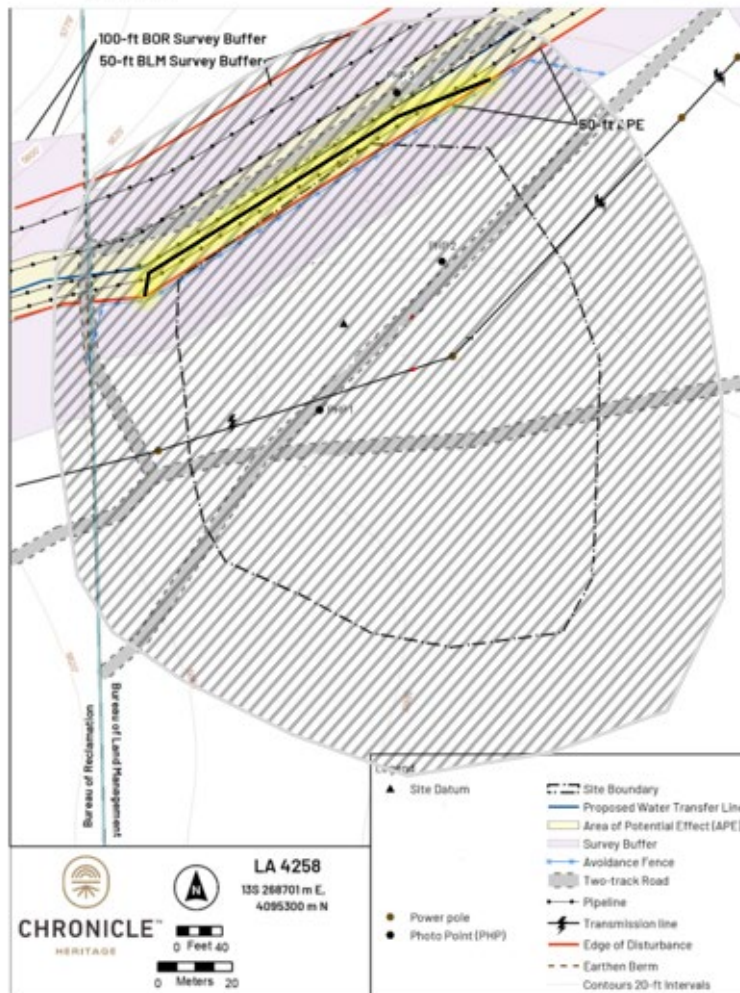 100-ft BOR Survey Buffer
50-ft BLM Survey Buffer
PHP 3
50-ft APE
PHP 2
PHP 1
Bureau of Reclamation
Bureau of Land Management
CHRONICLE™
HERITAGE
N
0 Feet 40
0 Meters 20
LA 4258
13S 268701 m E,
4095300 m N
Legend
Site Datum
Power pole
Photo Point (PHP)
Site Boundary
Proposed Water Transfer Line
Area of Potential Effect (APE)
Survey Buffer
Avoidance Fence
Two-track Road
Pipeline
Transmission line
Edge of Disturbance
Earthen Berm
Contours 20-ft Intervals